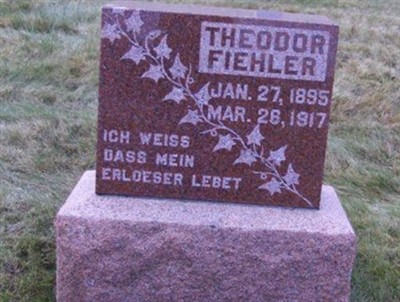 THEODOR
FIEHLER
JAN. 27, 1895
MAR. 26, 1917
ICH WEISS
DASS MEIN
ERLOESER LEBET